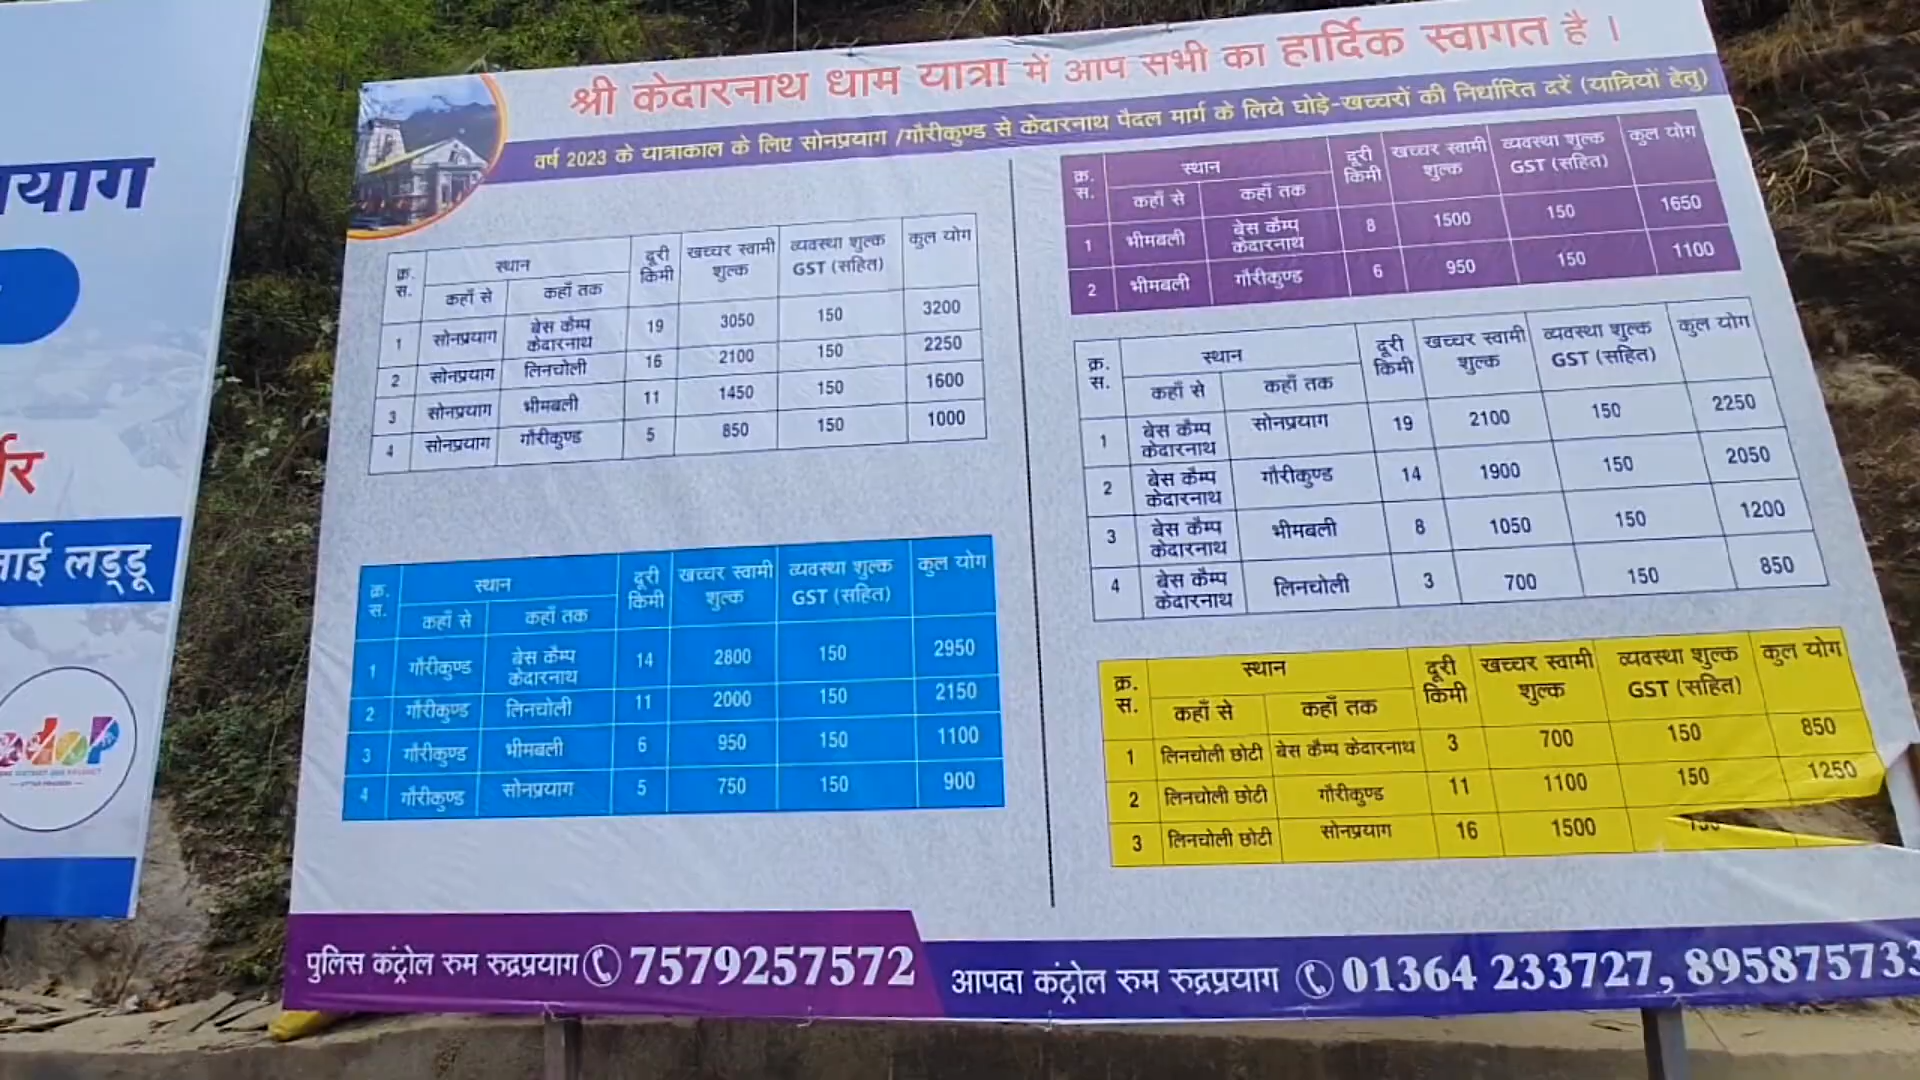 श्री केदारनाथ धाम यात्रा में आप सभी का हार्दिक स्वागत है ।
वर्ष 2023 के यात्राकाल के लिए सोनप्रयाग /गौरीकुण्ड से केदारनाथ पैदल मार्ग के लिये घोड़े-खच्चरों की निर्धारित दरें (यात्रियों हेतु)
क्र. स. स्थान दूरी किमी खच्चर स्वामी शुल्क व्यवस्था शुल्क GST (सहित) कुल योग
कहाँ से कहाँ तक
1 सोनप्रयाग बेस कैम्प केदारनाथ 19 3050 150 3200
2 सोनप्रयाग लिनचोली 16 2100 150 2250
3 सोनप्रयाग भीमबली 11 1450 150 1600
4 सोनप्रयाग गौरीकुण्ड 5 850 150 1000
क्र. स. स्थान दूरी किमी खच्चर स्वामी शुल्क व्यवस्था शुल्क GST (सहित) कुल योग
कहाँ से कहाँ तक
1 गौरीकुण्ड बेस कैम्प केदारनाथ 14 2800 150 2950
2 गौरीकुण्ड लिनचोली 11 2000 150 2150
3 गौरीकुण्ड भीमबली 6 950 150 1100
4 गौरीकुण्ड सोनप्रयाग 5 750 150 900
क्र. स. स्थान दूरी किमी खच्चर स्वामी शुल्क व्यवस्था शुल्क GST (सहित) कुल योग
कहाँ से कहाँ तक
1 भीमबली बेस कैम्प केदारनाथ 8 1500 150 1650
2 भीमबली गौरीकुण्ड 6 950 150 1100
क्र. स. स्थान दूरी किमी खच्चर स्वामी शुल्क व्यवस्था शुल्क GST (सहित) कुल योग
कहाँ से कहाँ तक
1 बेस कैम्प केदारनाथ सोनप्रयाग 19 2100 150 2250
2 बेस कैम्प केदारनाथ गौरीकुण्ड 14 1900 150 2050
3 बेस कैम्प केदारनाथ भीमबली 8 1050 150 1200
4 बेस कैम्प केदारनाथ लिनचोली 3 700 150 850
क्र. स. स्थान दूरी किमी खच्चर स्वामी शुल्क व्यवस्था शुल्क GST (सहित) कुल योग
कहाँ से कहाँ तक
1 लिनचोली छोटी बेस कैम्प केदारनाथ 3 700 150 850
2 लिनचोली छोटी गौरीकुण्ड 11 1100 150 1250
3 लिनचोली छोटी सोनप्रयाग 16 1500
पुलिस कंट्रोल रुम रुद्रप्रयाग 7579257572
आपदा कंट्रोल रुम रुद्रप्रयाग 01364 233727, 895875733
लड्डू